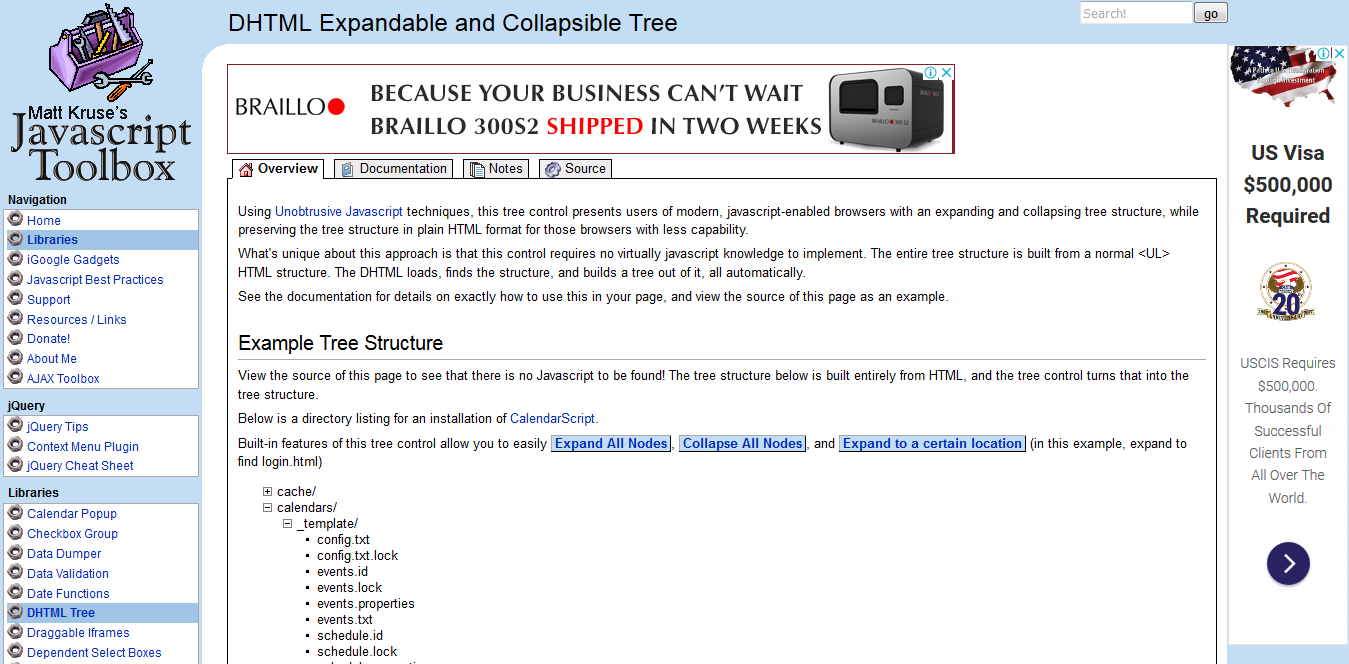 DHTML Expandable and Collapsible Tree
Search!
go
Matt Kruse's
Javascript
Toolbox
Navigation
Home
Libraries
iGoogle Gadgets
Javascript Best Practices
Support
Resources / Links
Donate!
About Me
AJAX Toolbox
jQuery
jQuery Tips
Context Menu Plugin
jQuery Cheat Sheet
Libraries
Calendar Popup
Checkbox Group
Data Dumper
Data Validation
Date Functions
DHTML Tree
Draggable Iframes
Dependent Select Boxes
BRAILLO
BECAUSE YOUR BUSINESS CAN'T WAIT
BRAILLO 300S2 SHIPPED IN TWO WEEKS
BRAILLO 300 S2
Overview
Documentation
Notes
Source
Using Unobtrusive Javascript techniques, this tree control presents users of modern, javascript-enabled browsers with an expanding and collapsing tree structure, while
preserving the tree structure in plain HTML format for those browsers with less capability.
What's unique about this approach is that this control requires no virtually javascript knowledge to implement. The entire tree structure is built from a normal <UL>
HTML structure. The DHTML loads, finds the structure, and builds a tree out of it, all automatically.
See the documentation for details on exactly how to use this in your page, and view the source of this page as an example.
Example Tree Structure
View the source of this page to see that there is no Javascript to be found! The tree structure below is built entirely from HTML, and the tree control turns that into the
tree structure.
Below is a directory listing for an installation of CalendarScript.
Built-in features of this tree control allow you to easily Expand All Nodes, Collapse All Nodes, and Expand to a certain location (in this example, expand to
find login.html)
cache/
calendars/
_template/
config.txt
config.txt.lock
events.id
events.lock
events.properties
events.txt
schedule.id
schedule.lock
A Path to U.S. Immigration
Through Investment
US Visa
$500,000
Required
20
USCIS Requires
$500,000.
Thousands Of
Successful
Clients From
All Over The
World.